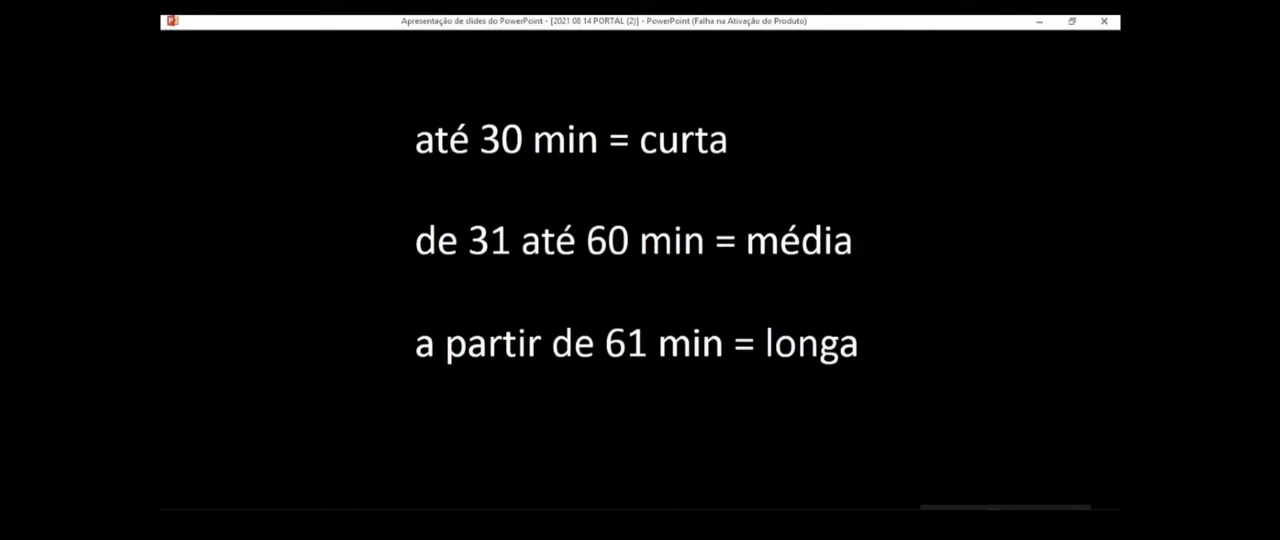 Apresentação de slides do PowerPoint - [2021 08 14 PORTAL (2)] - PowerPoint (Falha na Ativação do Produto)
até 30 min = curta
de 31 até 60 min = média
a partir de 61 min = longa